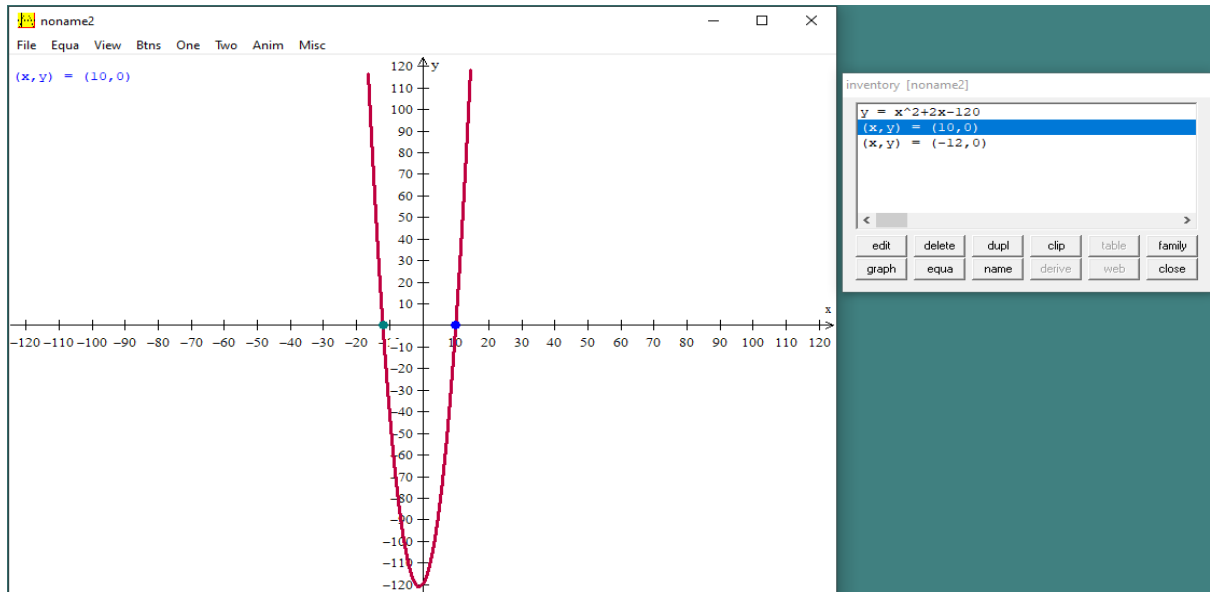 noname2
File Equa View Btns One Two Anim Misc
(x,y) = (10,0)
y
120
110
100
90
80
70
60
50
40
30
20
10
x
−120 −110 −100 −90 −80 −70 −60 −50 −40 −30 −20 10 20 30 40 50 60 70 80 90 100 110 120
−10
−20
−30
−40
−50
−60
−70
−80
−90
−100
−110
−120
inventory [noname2]
y = x^2+2x-120
(x,y) = (10,0)
(x,y) = (-12,0)
edit delete dupl clip table family
graph equa name derive web close